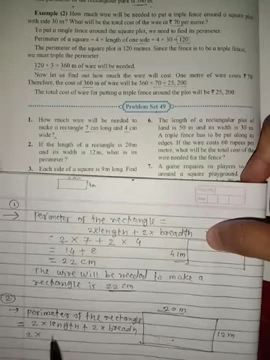 Example (2) How much wire will be needed to put a triple fence around a square plot
with side 30 m? What will be the total cost of the wire at ₹ 70 per metre?
To put a triple fence around the square plot, we need to find its perimeter.
Perimeter of a square = 4 × length of one side = 4 × 30 = 120
The perimeter of the square plot is 120 metres. Since the fence is to be a triple fence,
we must triple the perimeter
120 × 3 = 360 m of wire will be needed.
Now let us find out how much the wire will cost. One metre of wire costs ₹ 70
Therefore, the cost of 360 m of wire will be 360 × 70 = 25, 200
The total cost of wire for putting a triple fence around the plot will be ₹ 25, 200
Problem Set 49
1. How much wire will be needed to
make a rectangle 7 cm long and 4 cm
wide?
2. If the length of a rectangle is 20m
and its width is 12m, what is its
perimeter?
3. Each side of a square is 9m long. Find
6. The length of a rectangular plot of
land is 50 m and its width is 30 m.
A triple fence has to be put along its
edges. If the wire costs 60 rupees per
metre, what will be the total cost of the
wire needed for the fence?
7. A game requires its players to
around a square playground
(1)
→ Perimeter of the rectangle =
2xlength + 2x breadth
= 2 × 7 + 2 × 4
= 14 + 8
= 22 cm
4 cm
The wire will be needed to make a
rectangle is 22 cm
(2)
→ perimeter of the rectangle
= 2 x length + 2 x breadth
2 ×
20 m
12 m